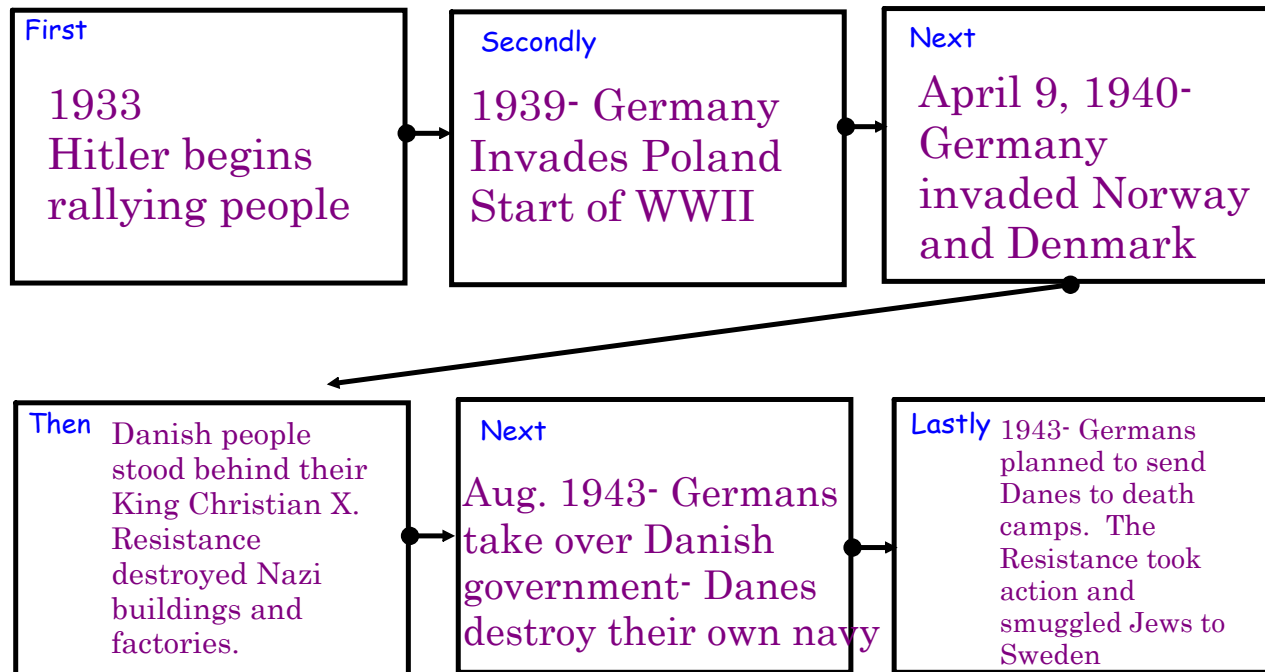 First
1933
Hitler begins
rallying people
Secondly
1939- Germany
Invades Poland
Start of WWII
Next
April 9, 1940-
Germany
invaded Norway
and Denmark
Then
Danish people
stood behind their
King Christian X.
Resistance
destroyed Nazi
buildings and
factories.
Next
Aug. 1943- Germans
take over Danish
government- Danes
destroy their own navy
Lastly
1943- Germans
planned to send
Danes to death
camps.  The
Resistance took
action and
smuggled Jews to
Sweden